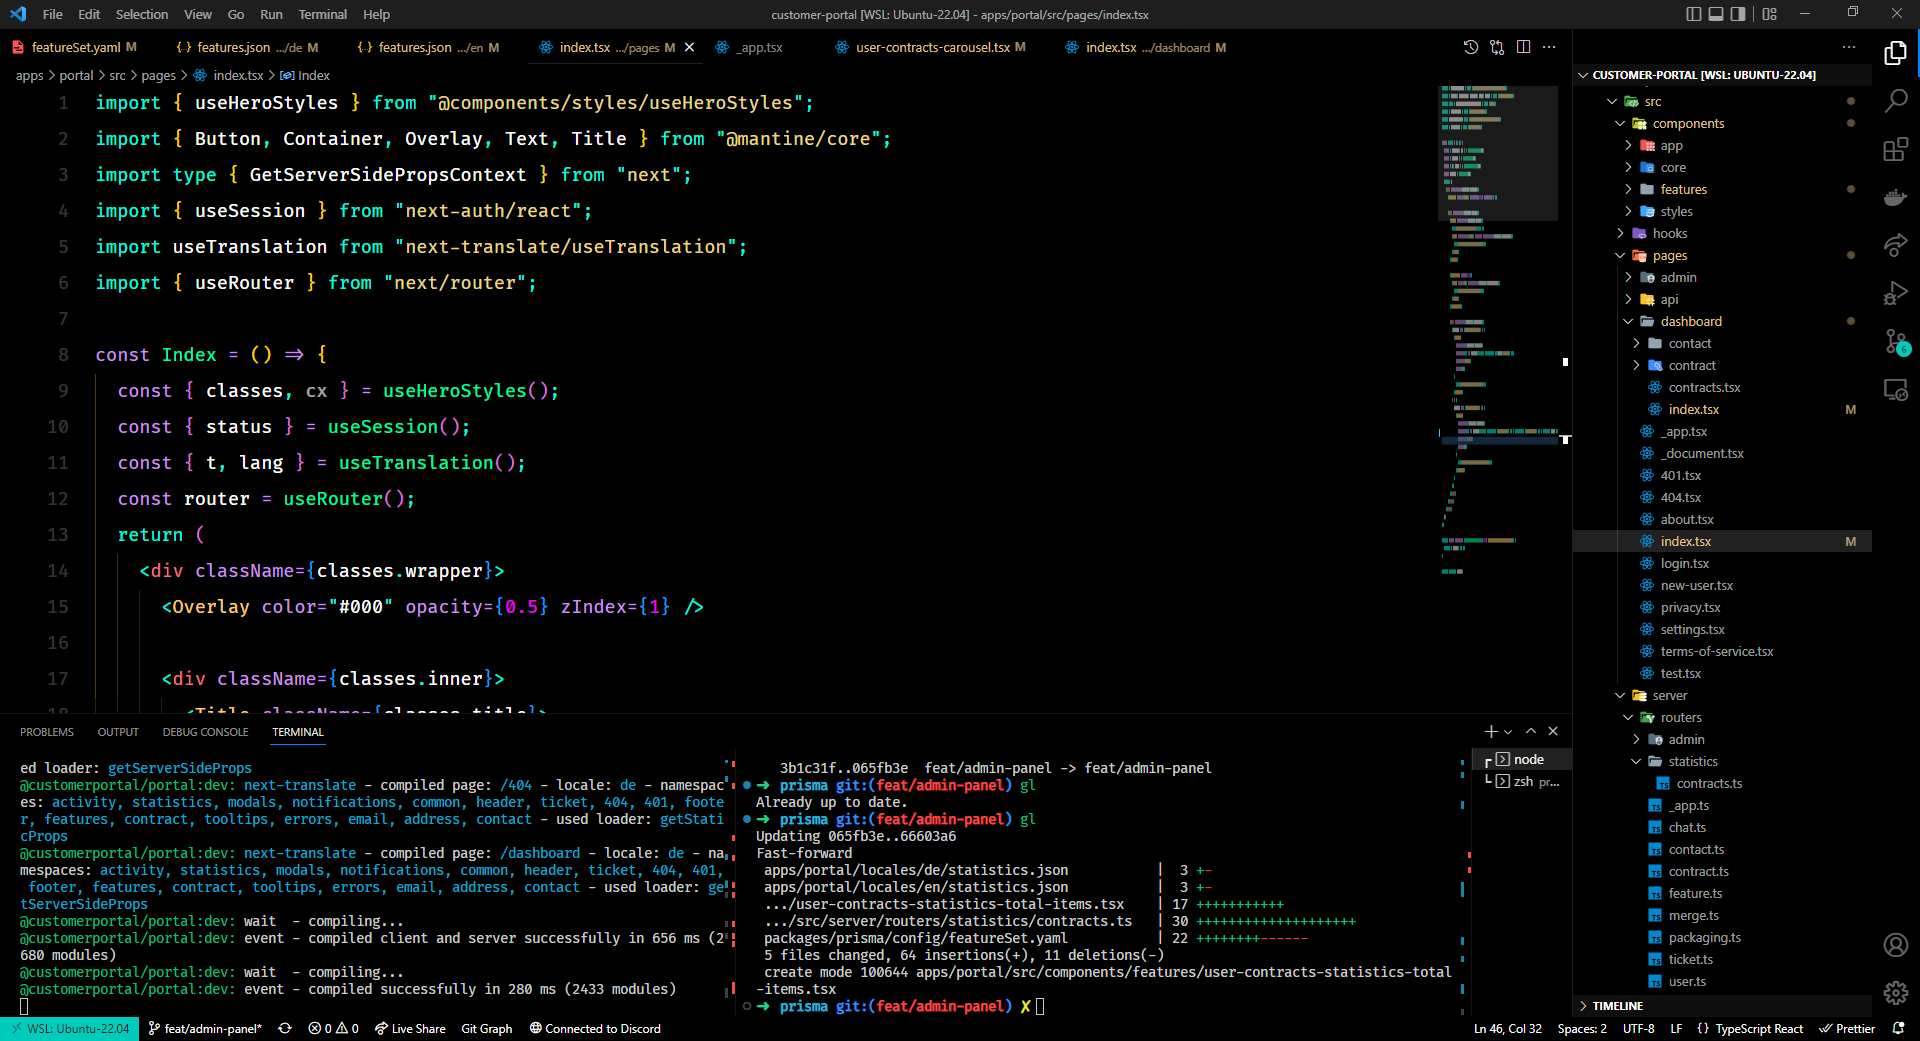 File Edit Selection View Go Run Terminal Help
customer-portal [WSL: Ubuntu-22.04] - apps/portal/src/pages/index.tsx
featureSet.yaml M
features.json .../de M
features.json .../en M
index.tsx .../pages M
_app.tsx
user-contracts-carousel.tsx M
index.tsx .../dashboard M
apps > portal > src > pages > index.tsx > Index
1 import { useHeroStyles } from "@components/styles/useHeroStyles";
2 import { Button, Container, Overlay, Text, Title } from "@mantine/core";
3 import type { GetServerSidePropsContext } from "next";
4 import { useSession } from "next-auth/react";
5 import useTranslation from "next-translate/useTranslation";
6 import { useRouter } from "next/router";
7
8 const Index = () => {
9 const { classes, cx } = useHeroStyles();
10 const { status } = useSession();
11 const { t, lang } = useTranslation();
12 const router = useRouter();
13 return (
14 <div className={classes.wrapper}>
15 <Overlay color="#000" opacity={0.5} zIndex={1} />
16
17 <div className={classes.inner}>
18 <Title className={classes.title}>
PROBLEMS OUTPUT DEBUG CONSOLE TERMINAL
ed loader: getServerSideProps
@customerportal/portal:dev: next-translate - compiled page: /404 - locale: de - namespac
es: activity, statistics, modals, notifications, common, header, ticket, 404, 401, foote
r, features, contract, tooltips, errors, email, address, contact - used loader: getStati
cProps
@customerportal/portal:dev: next-translate - compiled page: /dashboard - locale: de - na
mespaces: activity, statistics, modals, notifications, common, header, ticket, 404, 401,
footer, features, contract, tooltips, errors, email, address, contact - used loader: ge
tServerSideProps
@customerportal/portal:dev: wait  - compiling...
@customerportal/portal:dev: event - compiled client and server successfully in 656 ms (2
680 modules)
@customerportal/portal:dev: wait  - compiling...
@customerportal/portal:dev: event - compiled successfully in 280 ms (2433 modules)
3b1c31f..065fb3e  feat/admin-panel -> feat/admin-panel
➜ prisma git:(feat/admin-panel) gl
Already up to date.
➜ prisma git:(feat/admin-panel) gl
Updating 065fb3e..66603a6
Fast-forward
apps/portal/locales/de/statistics.json | 3 +-
apps/portal/locales/en/statistics.json | 3 +-
.../user-contracts-statistics-total-items.tsx | 17 +++++++++++
.../src/server/routers/statistics/contracts.ts | 30 ++++++++++++++++++++
packages/prisma/config/featureSet.yaml | 22 ++++++++------
5 files changed, 64 insertions(+), 11 deletions(-)
create mode 100644 apps/portal/src/components/features/user-contracts-statistics-total
-items.tsx
➜ prisma git:(feat/admin-panel) ✗
node
zsh pr...
CUSTOMER-PORTAL [WSL: UBUNTU-22.04]
src
components
app
core
features
styles
hooks
pages
admin
api
dashboard
contact
contract
contracts.tsx
index.tsx M
_app.tsx
_document.tsx
401.tsx
404.tsx
about.tsx
index.tsx M
login.tsx
new-user.tsx
privacy.tsx
settings.tsx
terms-of-service.tsx
test.tsx
server
routers
admin
statistics
TS contracts.ts
TS _app.ts
TS chat.ts
TS contact.ts
TS contract.ts
TS feature.ts
TS merge.ts
TS packaging.ts
TS ticket.ts
TS user.ts
TIMELINE
6
WSL: Ubuntu-22.04 feat/admin-panel* 0 0 Live Share Git Graph Connected to Discord
Ln 46, Col 32 Spaces: 2 UTF-8 LF {} TypeScript React Prettier